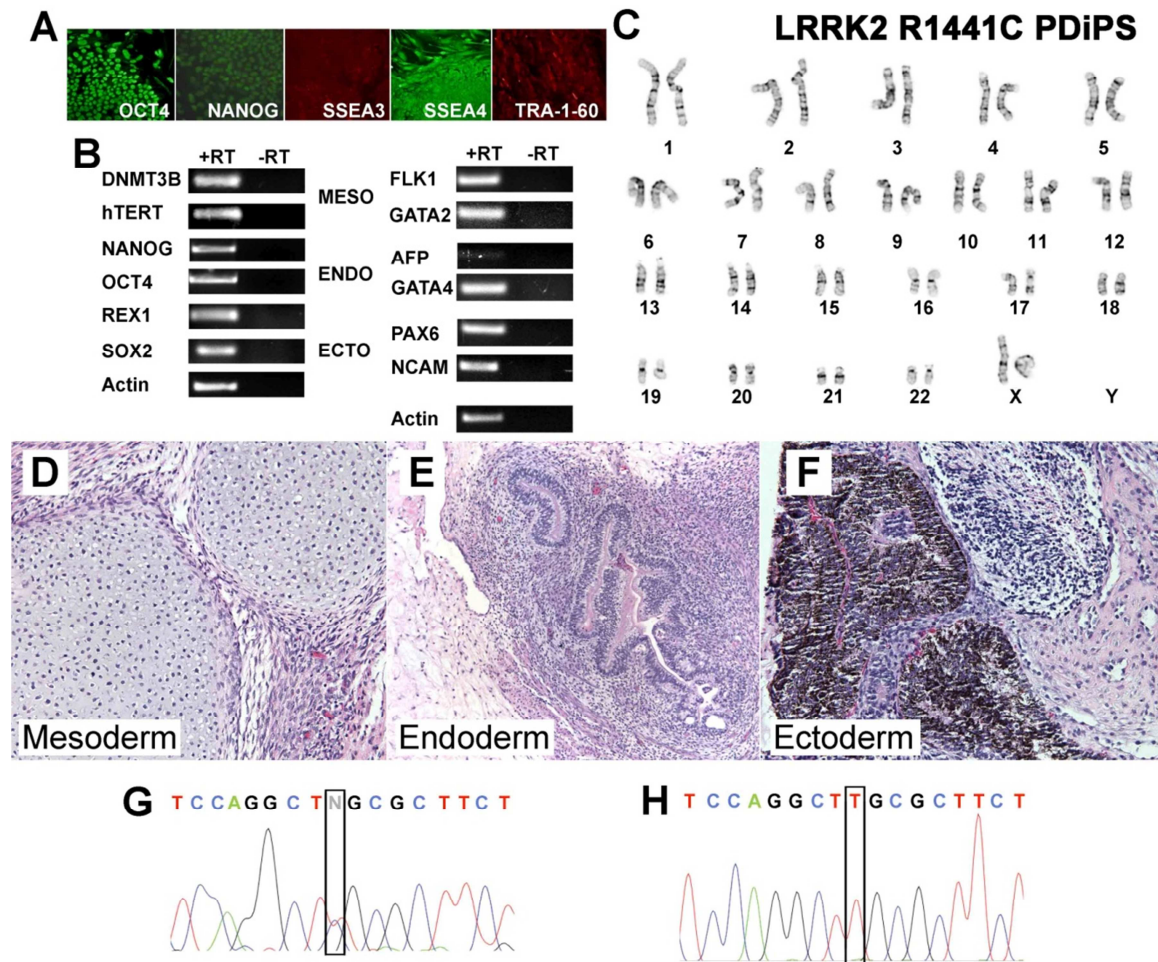 A
OCT4 NANOG SSEA3 SSEA4 TRA-1-60
B
+RT -RT
DNMT3B
hTERT
NANOG
OCT4
REX1
SOX2
Actin
MESO
ENDO
ECTO
+RT -RT
FLK1
GATA2
AFP
GATA4
PAX6
NCAM
Actin
C
LRRK2 R1441C PDiPS
1 2 3 4 5
6 7 8 9 10 11 12
13 14 15 16 17 18
19 20 21 22 X Y
D
Mesoderm
E
Endoderm
F
Ectoderm
G
T C C A G G C T N G C G C T T C T
H
T C C A G G C T T G C G C T T C T